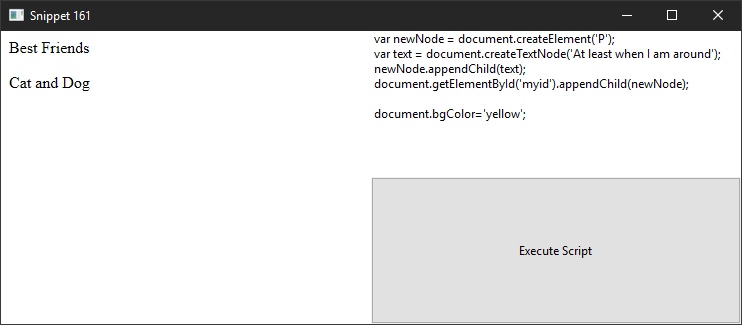 Snippet 161
Best Friends
Cat and Dog
var newNode = document.createElement('P');
var text = document.createTextNode('At least when I am around');
newNode.appendChild(text);
document.getElementById('myid').appendChild(newNode);
document.bgColor='yellow';
Execute Script